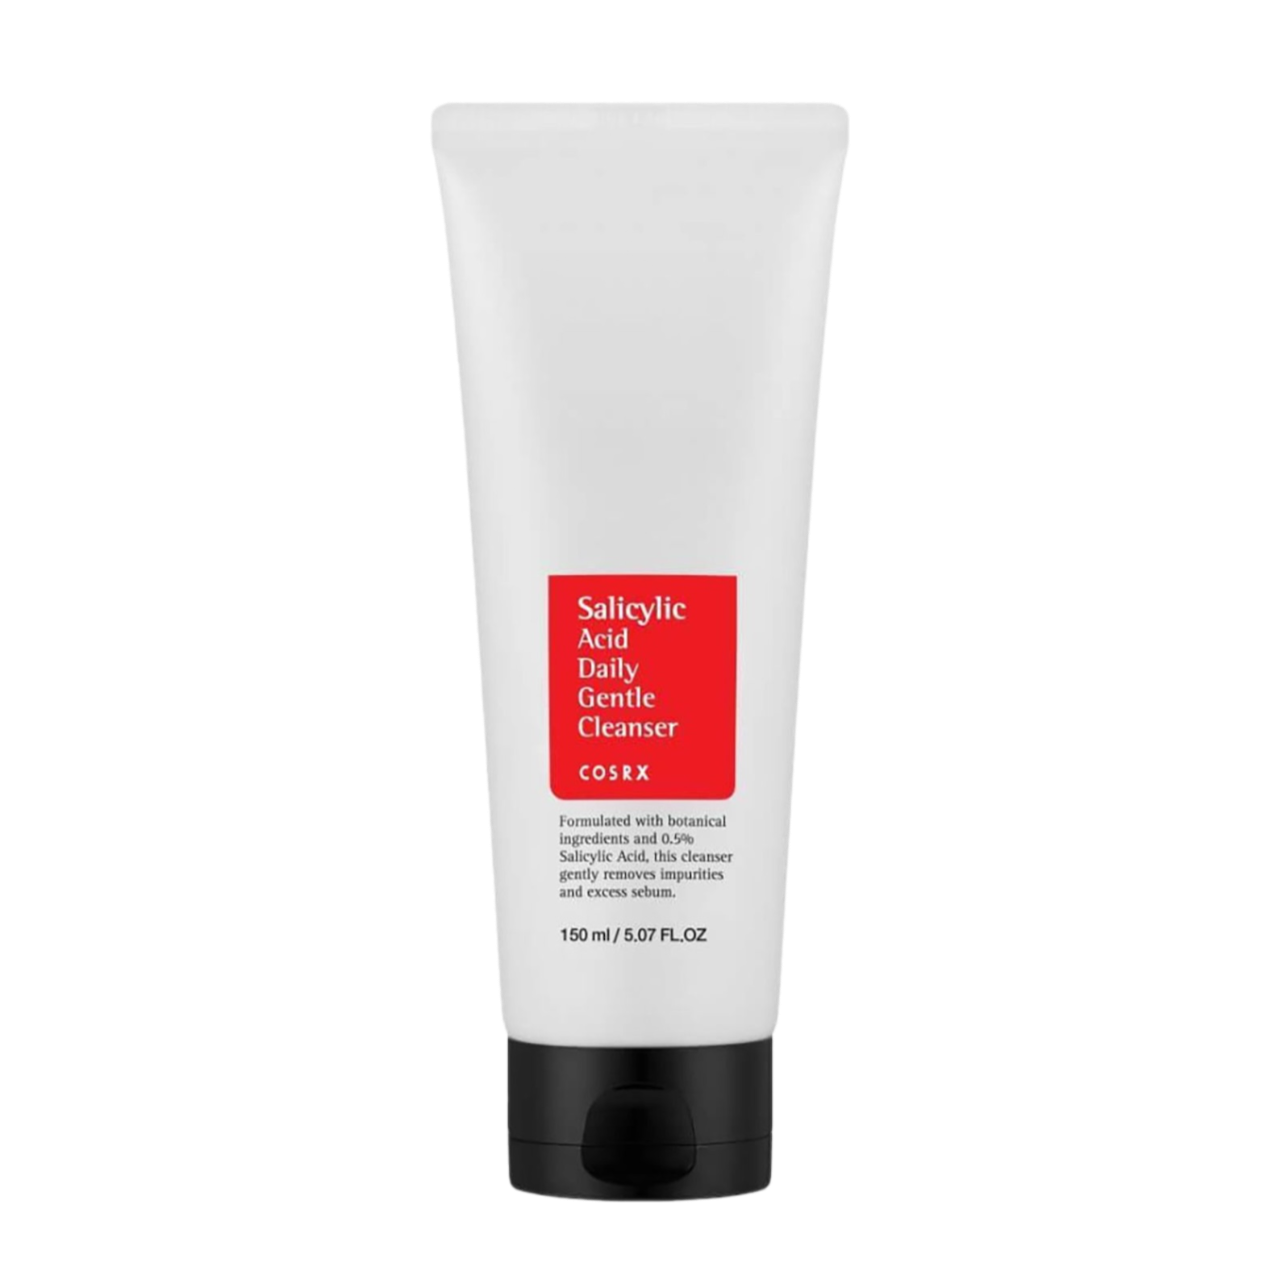 Salicylic
Acid
Daily
Gentle
Cleanser
COSRX
Formulated with botanical
ingredients and 0.5%
Salicylic Acid, this cleanser
gently removes impurities
and excess sebum.
150 ml / 5.07 FL.OZ